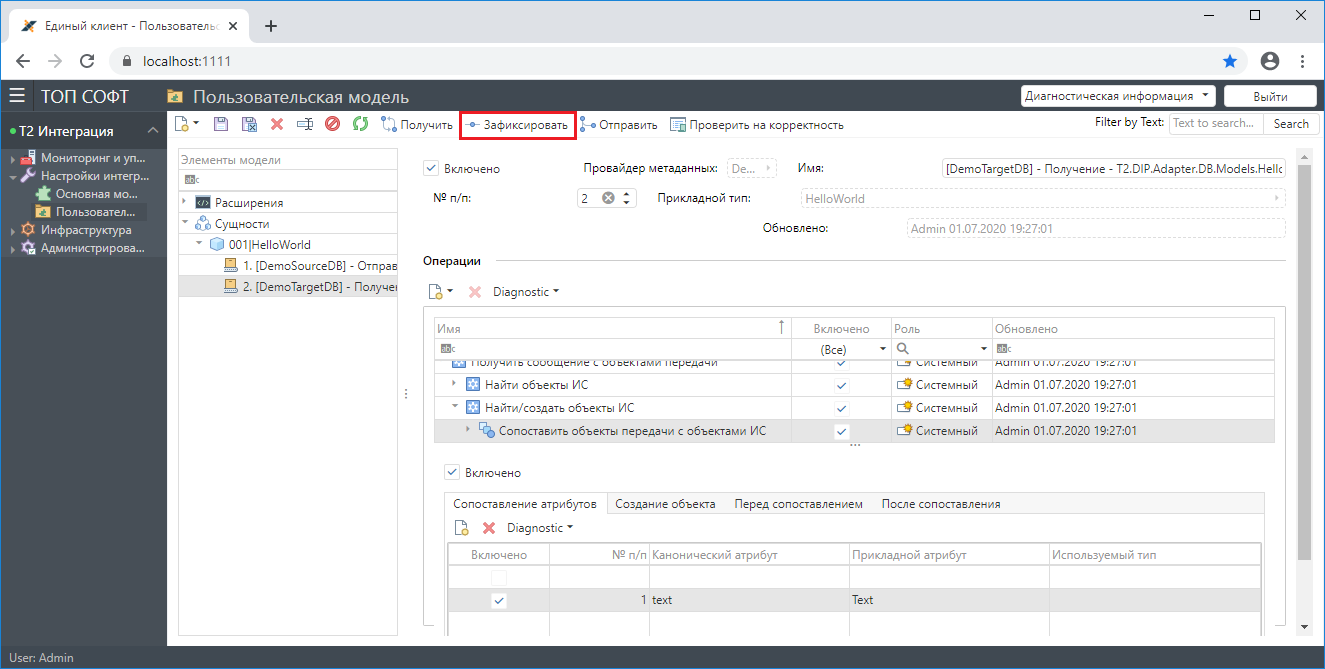 Единый клиент - Пользовательс
localhost:1111
ТОП СОФТ
Пользовательская модель
Диагностическая информация
Выйти
Т2 Интеграция
Получить
Зафиксировать
Отправить
Проверить на корректность
Filter by Text:
Text to search...
Search
Мониторинг и уп...
Настройки интегр...
Основная мо...
Пользовател...
Инфраструктура
Администрирова...
Элементы модели
Расширения
Сущности
001|HelloWorld
1. [DemoSourceDB] - Отправ
2. [DemoTargetDB] - Получен
Включено
Провайдер метаданных:
De...
Имя:
[DemoTargetDB] - Получение - T2.DIP.Adapter.DB.Models.Hello
№ п/п:
2
Прикладной тип:
HelloWorld
Обновлено:
Admin 01.07.2020 19:27:01
Операции
Diagnostic
Имя
Включено
Роль
Обновлено
(Все)
Получить сообщение с объектами передачи
Системный
Admin 01.07.2020 19:27:01
Найти объекты ИС
Системный
Admin 01.07.2020 19:27:01
Найти/создать объекты ИС
Системный
Admin 01.07.2020 19:27:01
Сопоставить объекты передачи с объектами ИС
Системный
Admin 01.07.2020 19:27:01
Включено
Сопоставление атрибутов
Создание объекта
Перед сопоставлением
После сопоставления
Diagnostic
Включено
№ п/п
Канонический атрибут
Прикладной атрибут
Используемый тип
1
text
Text
User: Admin